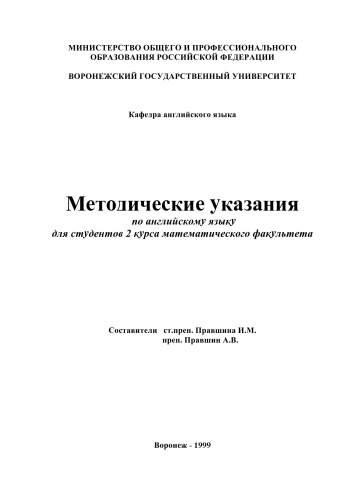 МИНИСТЕРСТВО ОБЩЕГО И ПРОФЕССИОНАЛЬНОГО
ОБРАЗОВАНИЯ РОССИЙСКОЙ ФЕДЕРАЦИИ
ВОРОНЕЖСКИЙ ГОСУДАРСТВЕННЫЙ УНИВЕРСИТЕТ
Кафедра английского языка
Методические указания
по английскому языку
для студентов 2 курса математического факультета
Составители ст.преп. Правшина И.М.
преп. Правшин А.В.
Воронеж - 1999